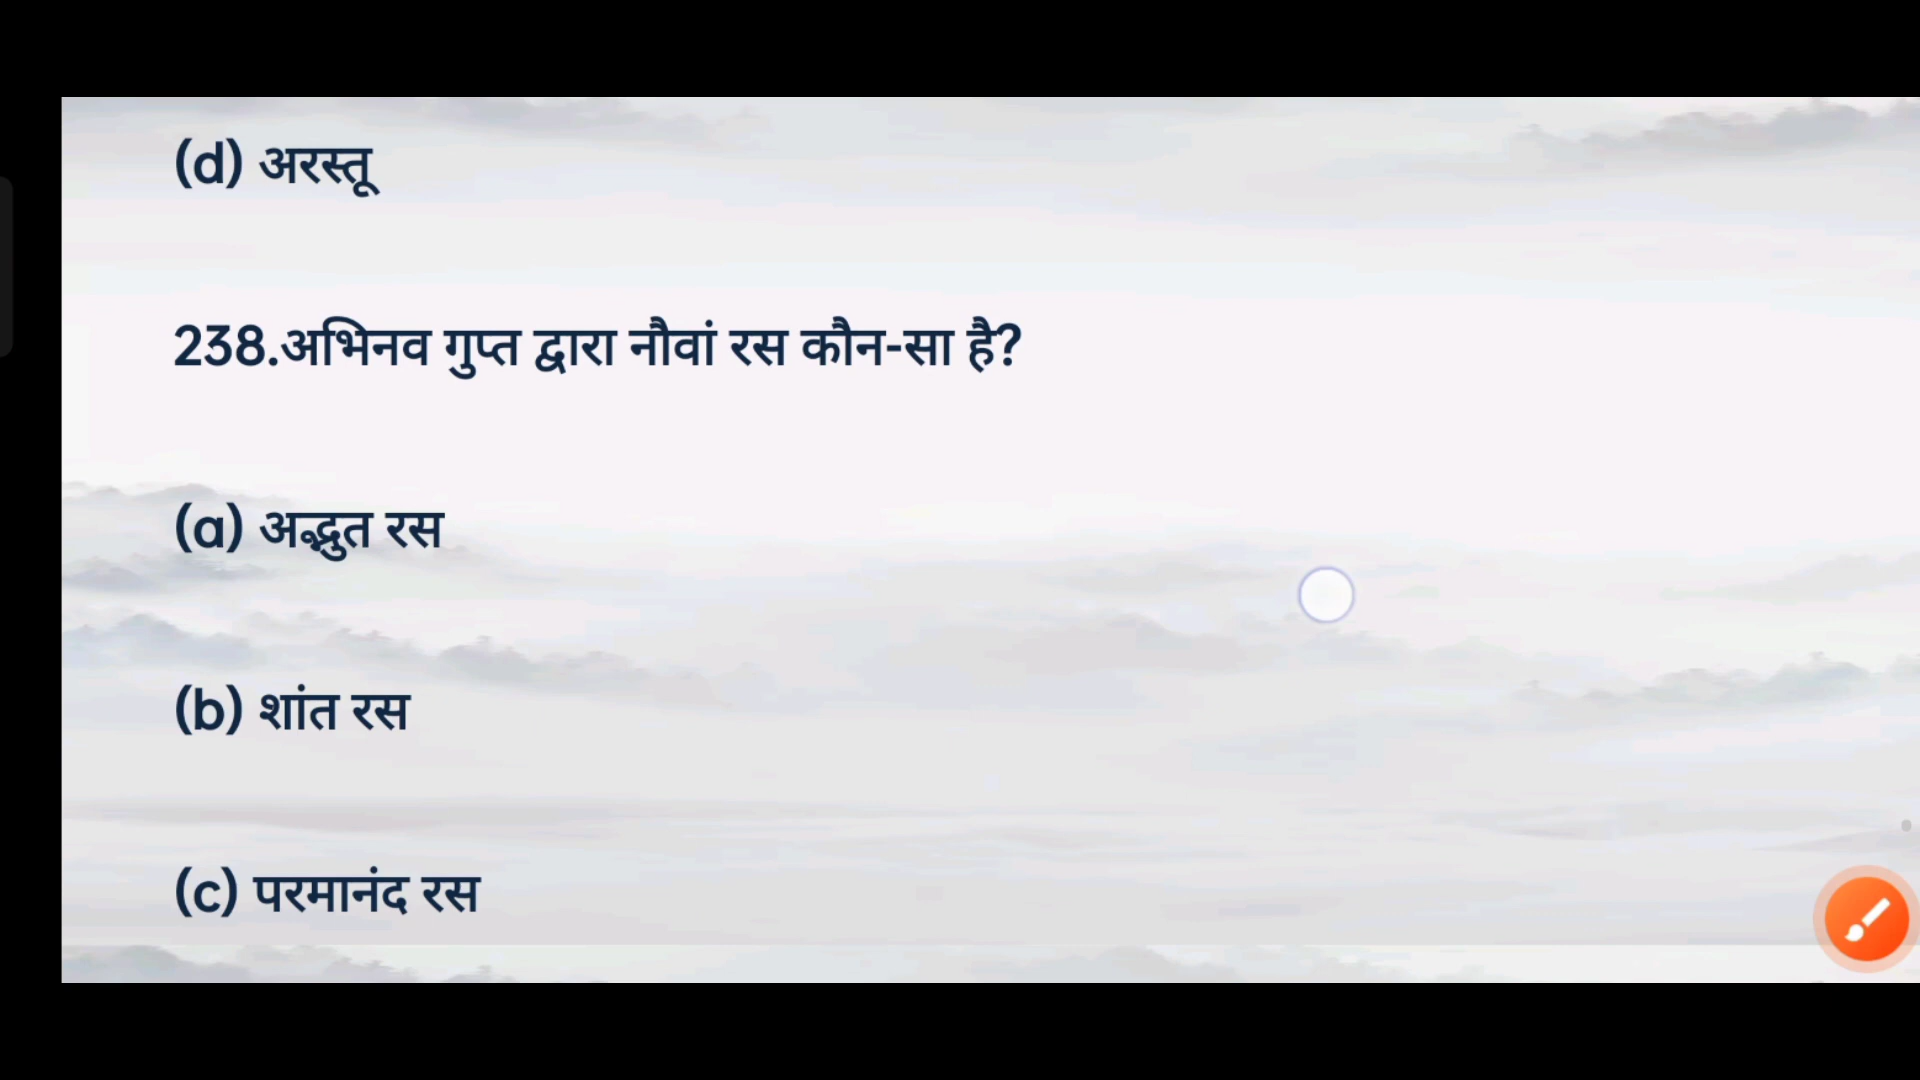 (d) अरस्तू
238.अभिनव गुप्त द्वारा नौवां रस कौन-सा है?
(a) अद्भुत रस
(b) शांत रस
(c) परमानंद रस